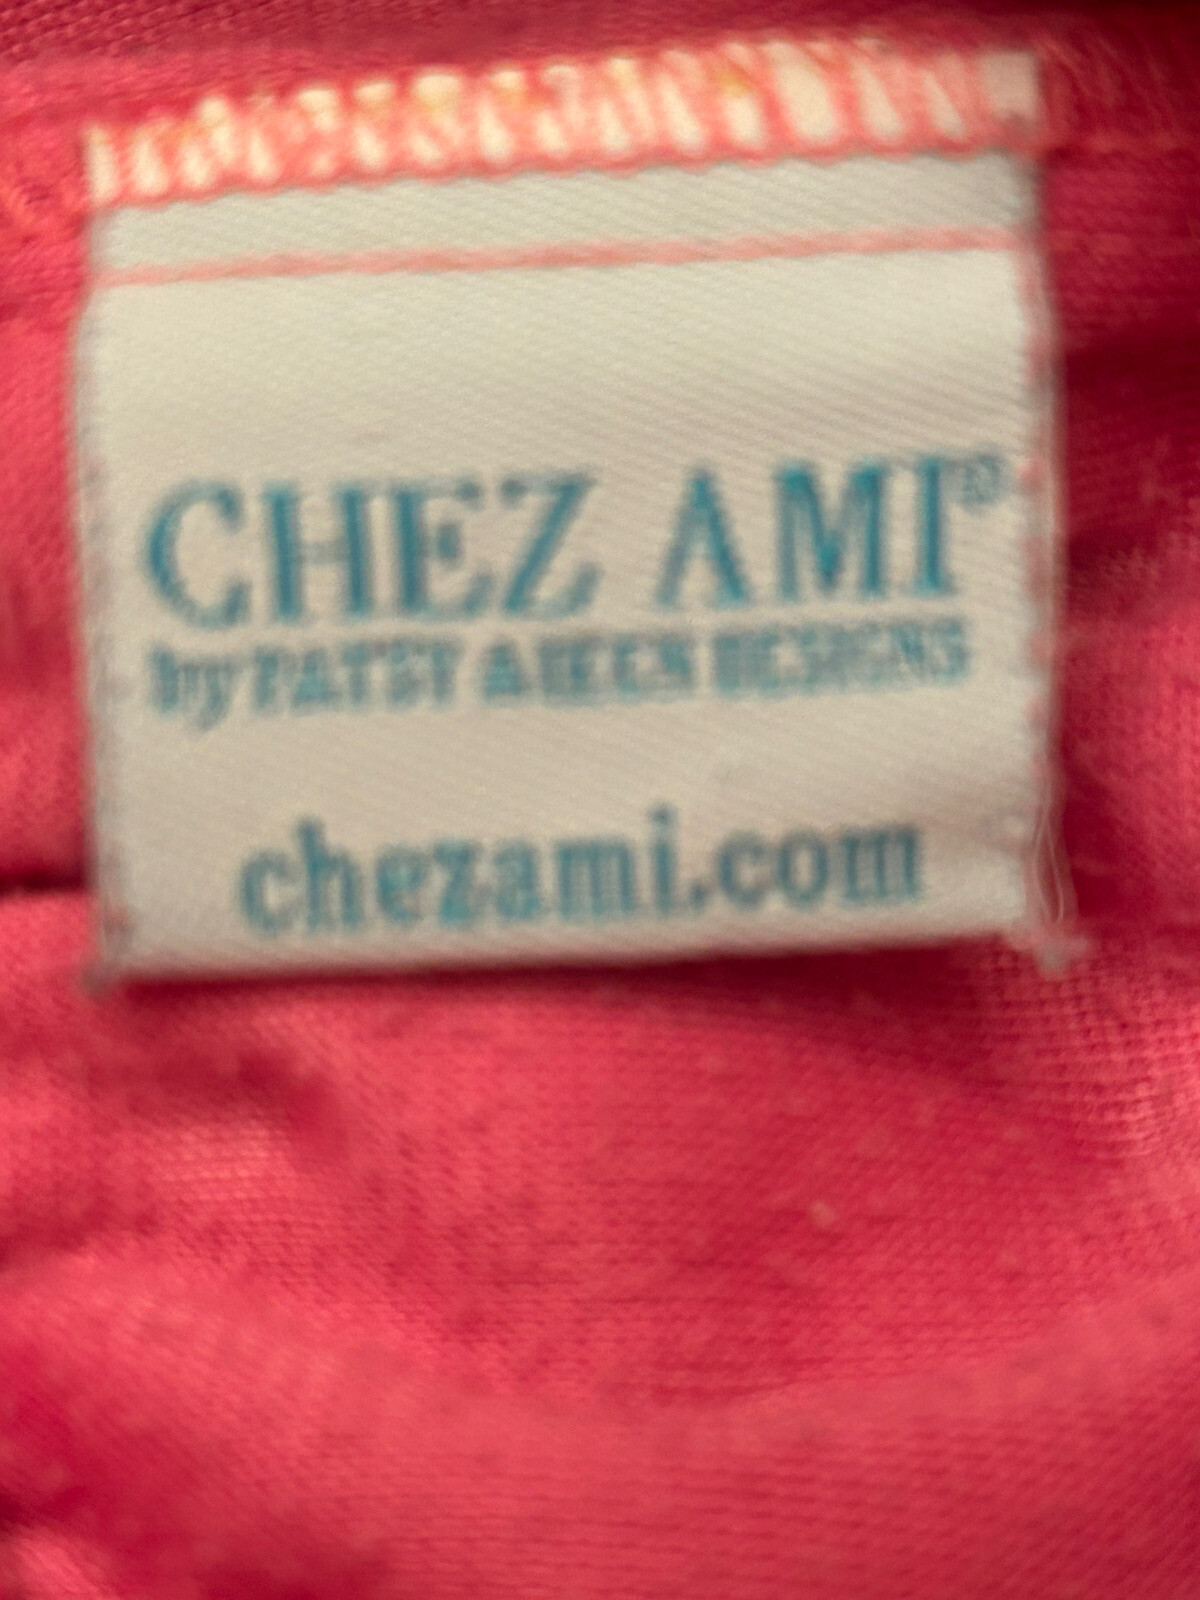 CHEZ AMI®
by PATSY AIKEN DESIGNS
chezami.com